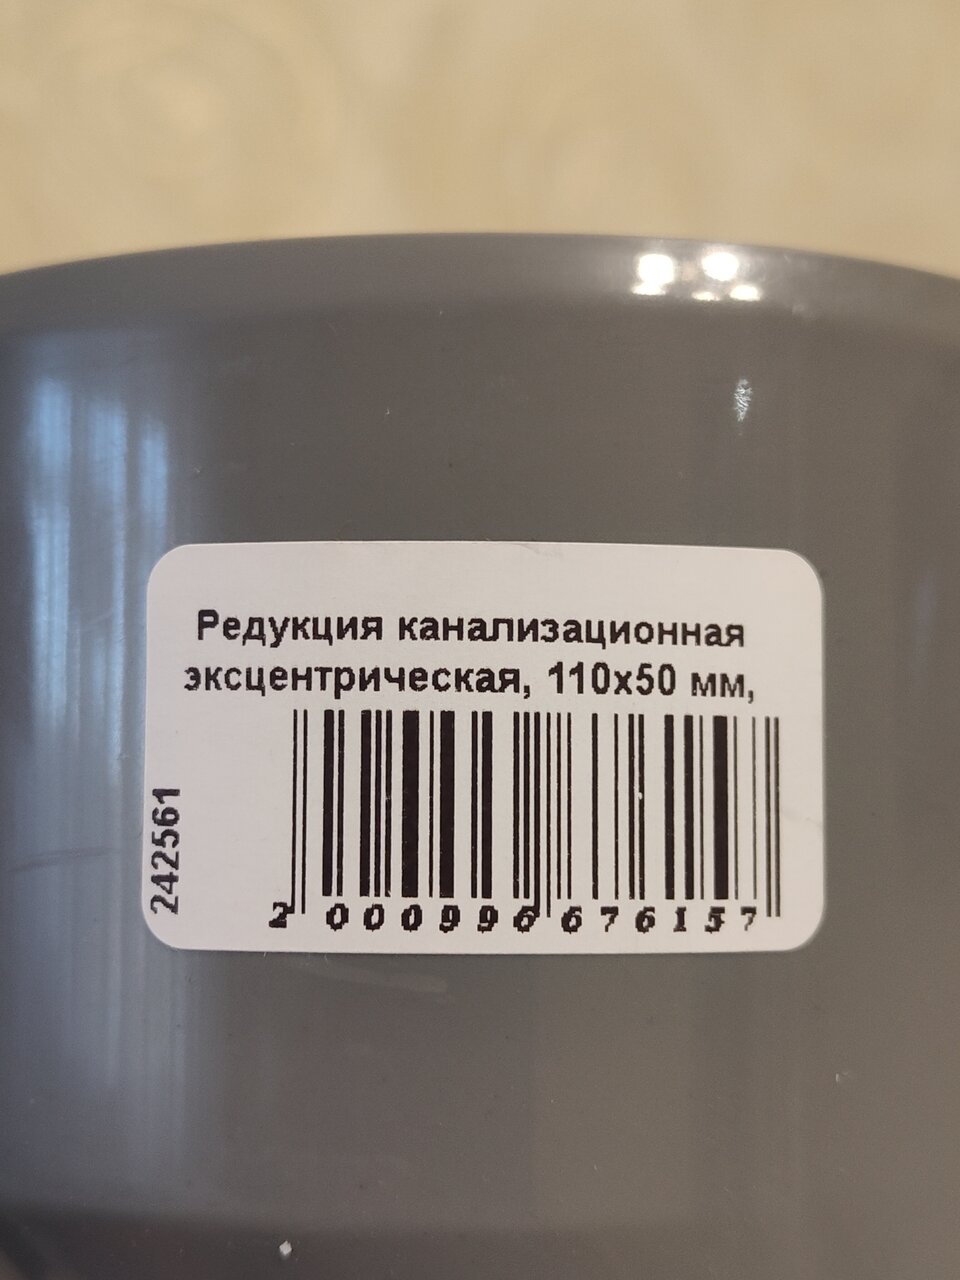 Редукция канализационная
эксцентрическая, 110х50 мм,
242561
2 000996 676157